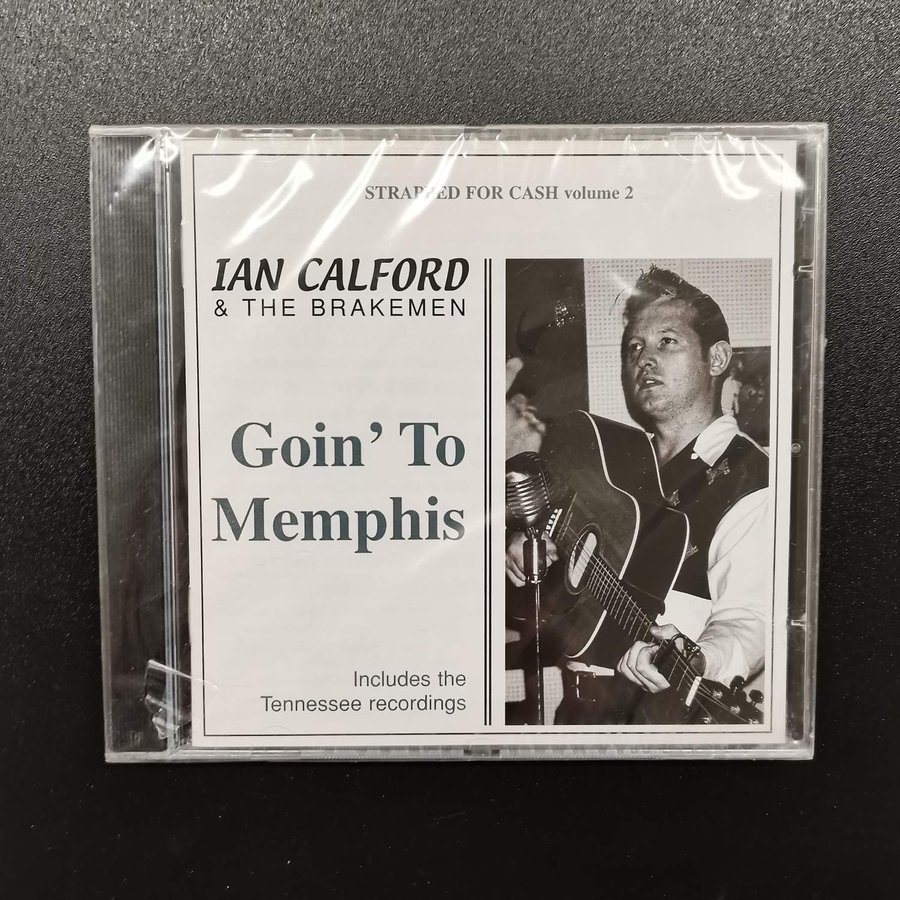 STRAPPED FOR CASH volume 2
IAN CALFORD
& THE BRAKEMEN
Goin' To
Memphis
Includes the
Tennessee recordings